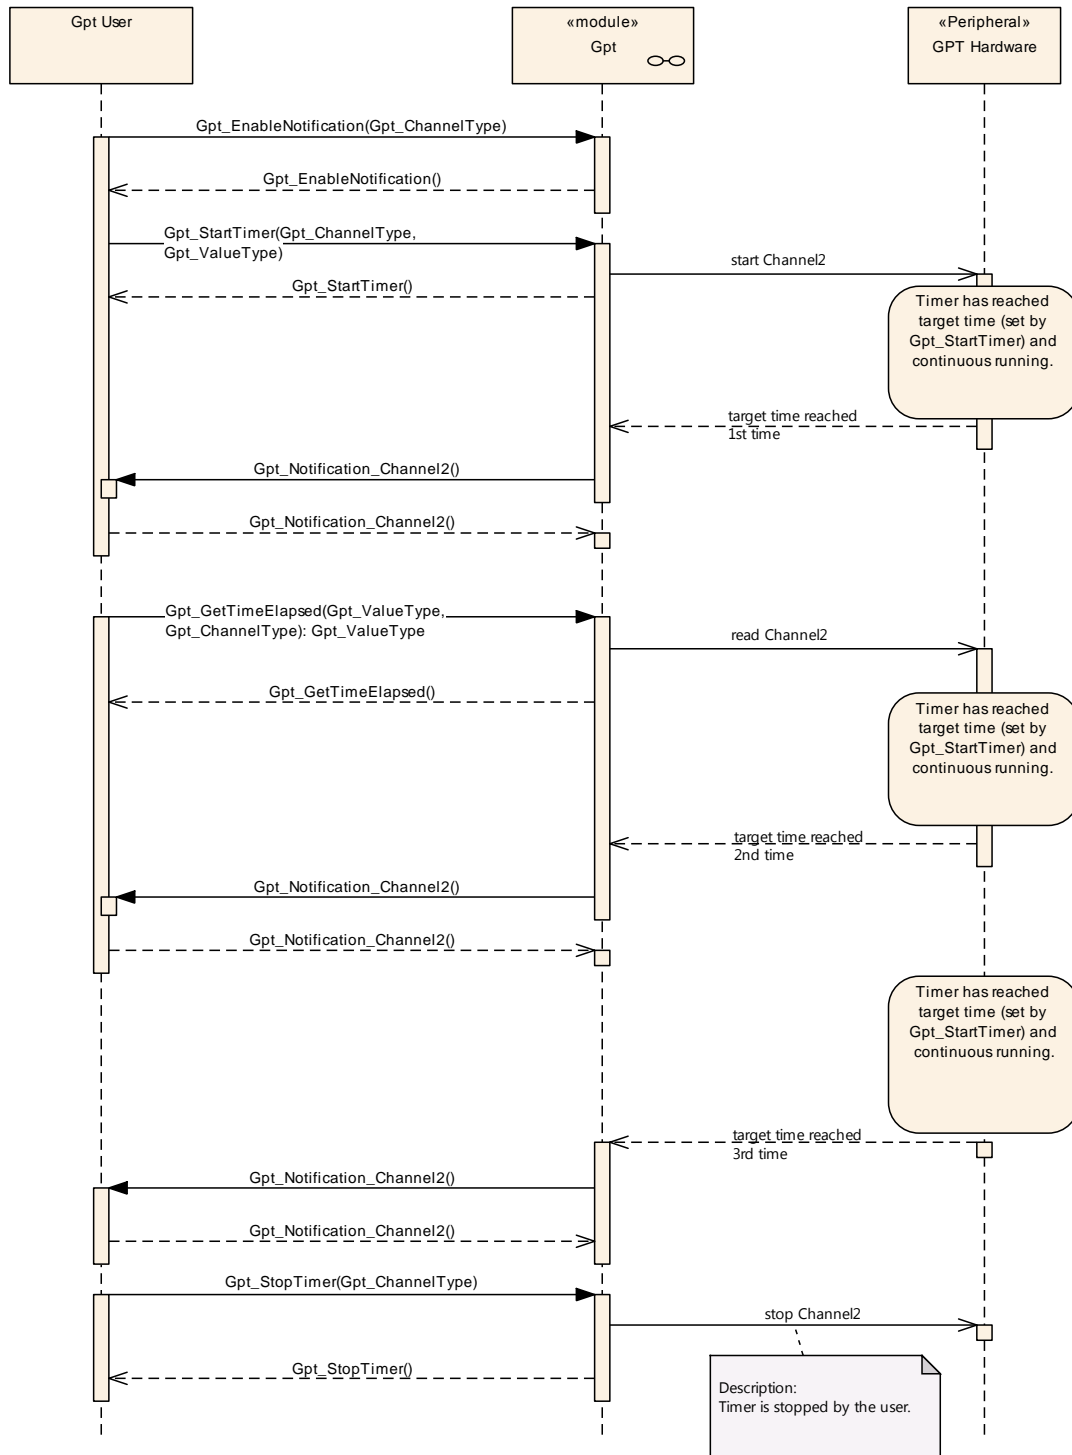 Gpt User
«module»
Gpt
«Peripheral»
GPT Hardware
Gpt_EnableNotification(Gpt_ChannelType)
Gpt_EnableNotification()
Gpt_StartTimer(Gpt_ChannelType,
Gpt_ValueType)
start Channel2
Gpt_StartTimer()
Timer has reached
target time (set by
Gpt_StartTimer) and
continuous running.
target time reached
1st time
Gpt_Notification_Channel2()
Gpt_Notification_Channel2()
Gpt_GetTimeElapsed(Gpt_ValueType,
Gpt_ChannelType): Gpt_ValueType
read Channel2
Gpt_GetTimeElapsed()
Timer has reached
target time (set by
Gpt_StartTimer) and
continuous running.
target time reached
2nd time
Gpt_Notification_Channel2()
Gpt_Notification_Channel2()
Timer has reached
target time (set by
Gpt_StartTimer) and
continuous running.
target time reached
3rd time
Gpt_Notification_Channel2()
Gpt_Notification_Channel2()
Gpt_StopTimer(Gpt_ChannelType)
stop Channel2
Gpt_StopTimer()
Description:
Timer is stopped by the user.